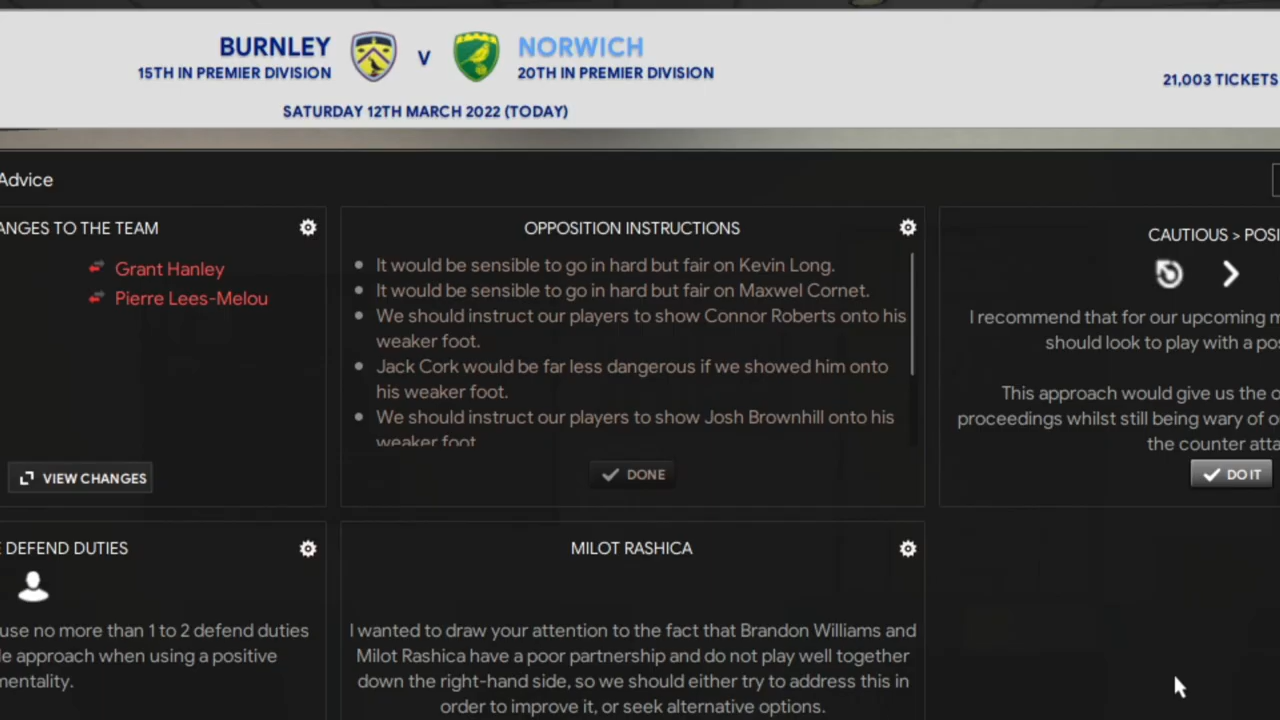 BURNLEY
15TH IN PREMIER DIVISION
V
NORWICH
20TH IN PREMIER DIVISION
21,003 TICKETS
SATURDAY 12TH MARCH 2022 (TODAY)
Advice
ANGES TO THE TEAM
Grant Hanley
Pierre Lees-Melou
VIEW CHANGES
OPPOSITION INSTRUCTIONS
• It would be sensible to go in hard but fair on Kevin Long.
• It would be sensible to go in hard but fair on Maxwel Cornet.
• We should instruct our players to show Connor Roberts onto his
weaker foot.
• Jack Cork would be far less dangerous if we showed him onto
his weaker foot.
• We should instruct our players to show Josh Brownhill onto his
weaker foot
DONE
CAUTIOUS > POSI
I recommend that for our upcoming m
should look to play with a pos
This approach would give us the o
proceedings whilst still being wary of o
the counter atta
DO IT
E DEFEND DUTIES
use no more than 1 to 2 defend duties
le approach when using a positive
mentality.
MILOT RASHICA
I wanted to draw your attention to the fact that Brandon Williams and
Milot Rashica have a poor partnership and do not play well together
down the right-hand side, so we should either try to address this in
order to improve it, or seek alternative options.